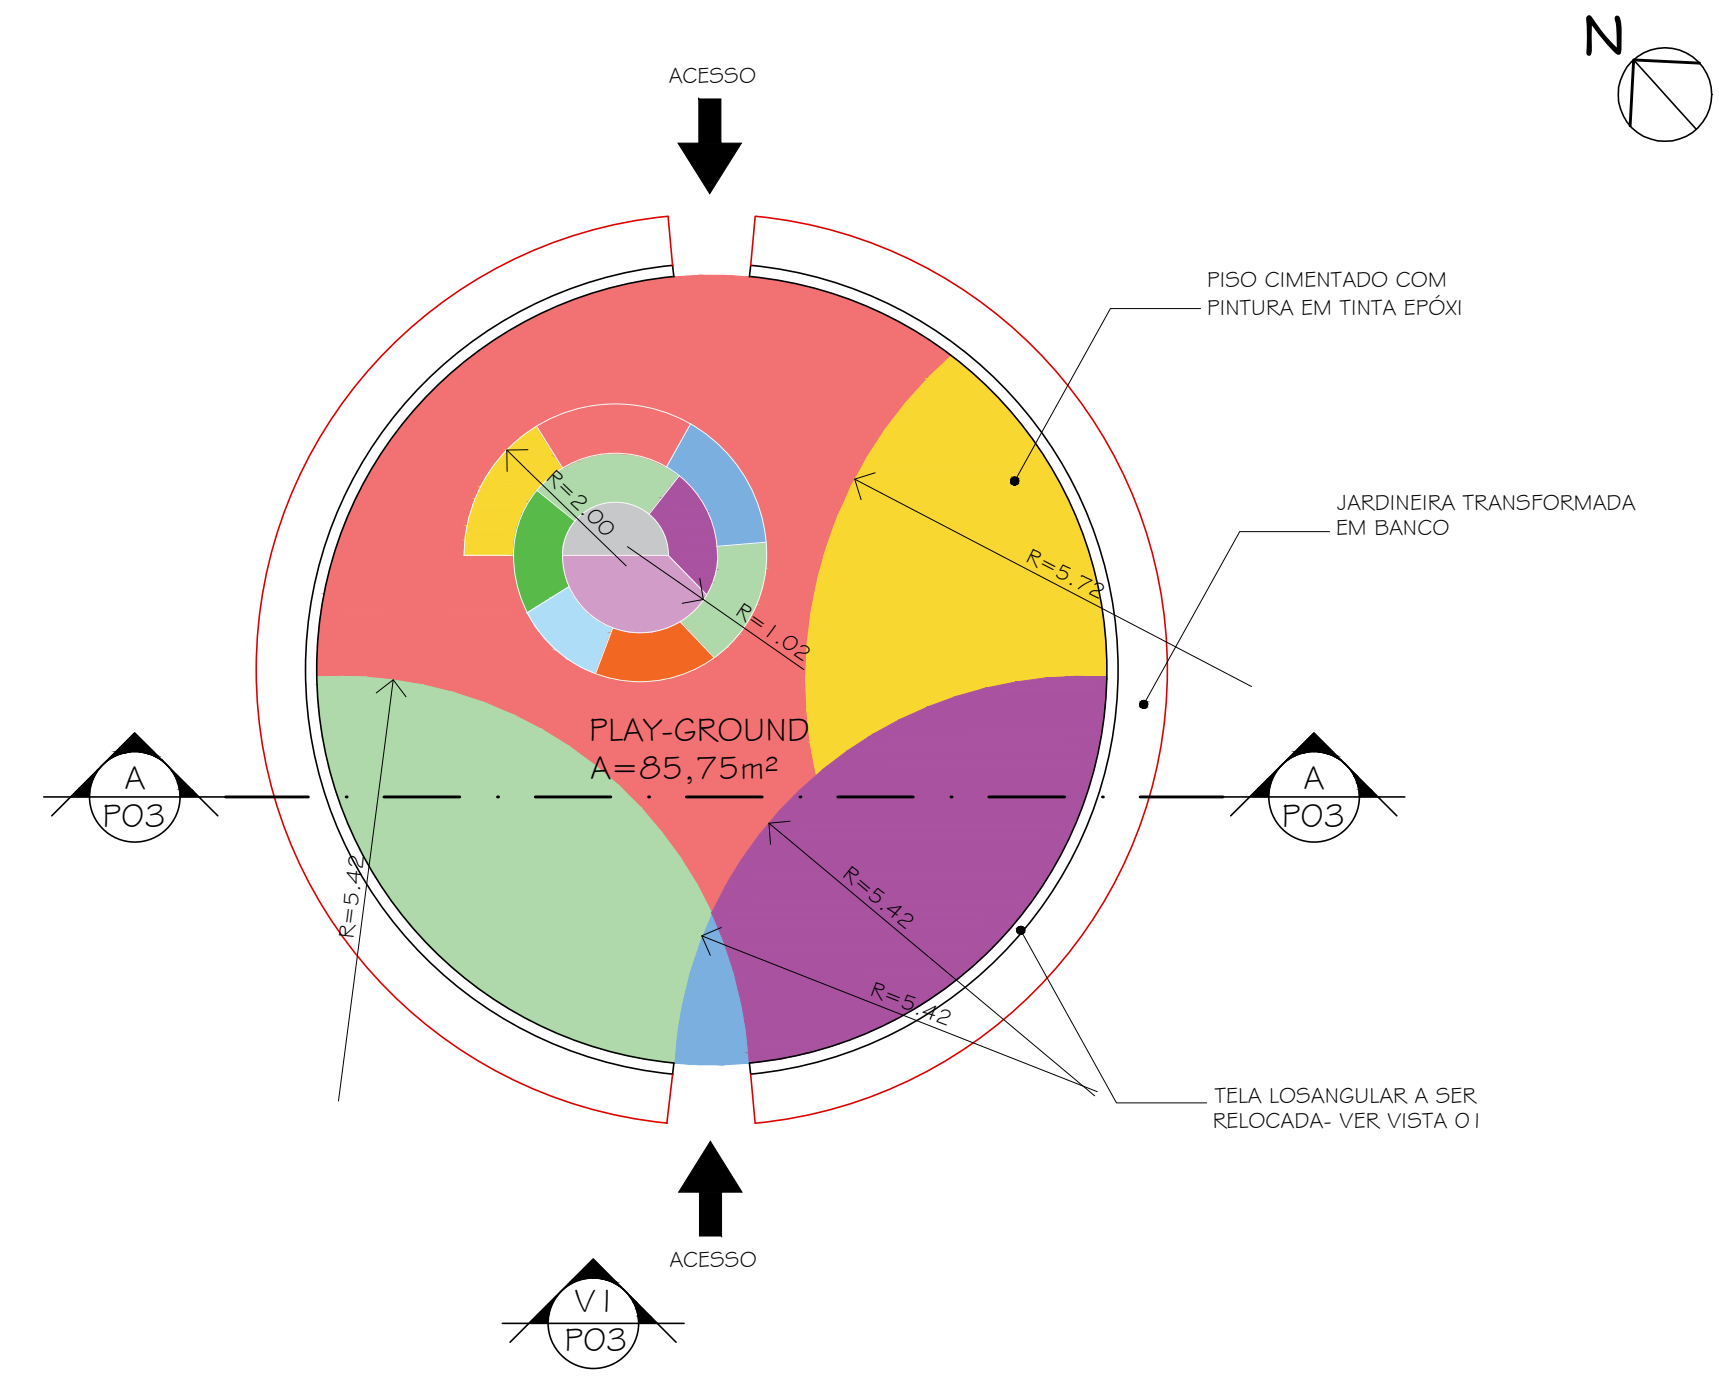 N
ACESSO
PISO CIMENTADO COM
PINTURA EM TINTA EPÓXI
JARDINEIRA TRANSFORMADA
EM BANCO
R=2.00
R=5.72
R=1.02
PLAY-GROUND
A=85,75m²
A
P03
A
P03
R=5.42
R=5.42
R=5.42
TELA LOSANGULAR A SER
RELOCADA- VER VISTA 01
ACESSO
V1
P03